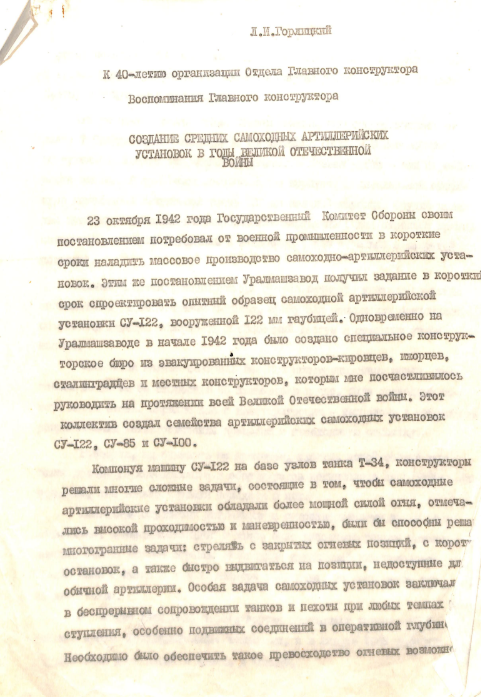 Л.И.Горлицкий
К 40-летию организации Отдела Главного конструктора
Воспоминания Главного конструктора
СОЗДАНИЕ СРЕДНИХ САМОХОДНЫХ АРТИЛЛЕРИЙСКИХ
УСТАНОВОК В ГОДЫ ВЕЛИКОЙ ОТЕЧЕСТВЕННОЙ
ВОЙНЫ
23 октября 1942 года Государственный Комитет Обороны своим
постановлением потребовал от военной промышленности в короткие
сроки наладить массовое производство самоходно-артиллерийских уста-
новок. Этим же постановлением Уралмашзавод получил задание в короткий
срок спроектировать опытный образец самоходной артиллерийской
установки СУ-122, вооруженной 122 мм гаубицей. Одновременно на
Уралмашзаводе в начале 1942 года было создано специальное конструк-
торское бюро из эвакуированных конструкторов-кировцев, ижорцев,
сталинградцев и местных конструкторов, которым мне посчастливилось
руководить на протяжении всей Великой Отечественной войны. Этот
коллектив создал семейства артиллерийских самоходных установок
СУ-122, СУ-85 и СУ-100.
Компонуя машину СУ-122 на базе узлов танка Т-34, конструкторы
решали многие сложные задачи, состоящие в том, чтобы самоходные
артиллерийские установки обладали более мощной силой огня, отмеча-
лись высокой проходимостью и маневренностью, были бы способны реша
многогранные задачи: стрелять с закрытых огневых позиций, с корот
остановок, а также быстро выдвигаться на позиции, недоступные дл
обычной артиллерии. Особая задача самоходных установок заключал
в беспрерывном сопровождении танков и пехоты при любых темпах
ступления, особенно подвижных соединений в оперативной глубин
Необходимо было обеспечить такое превосходство огневых возможн